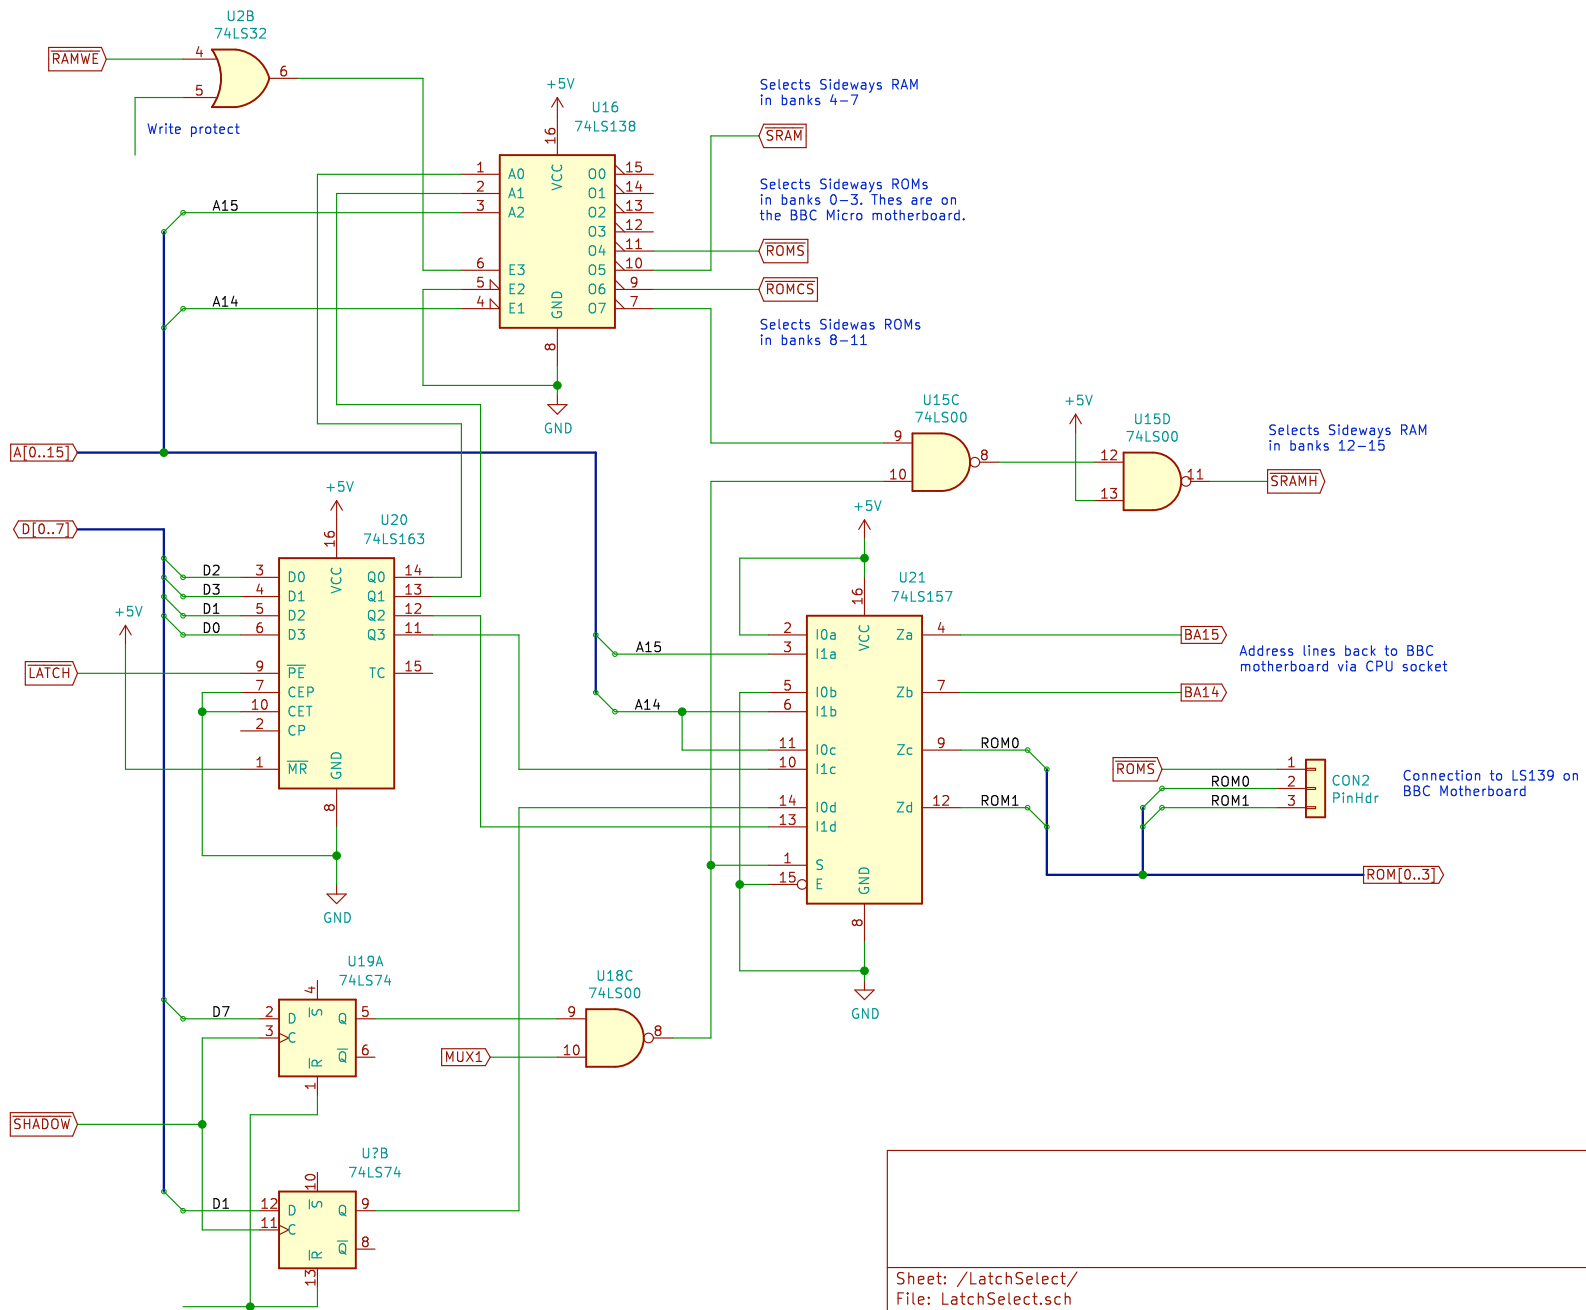 U2B
74LS32
RAMWE
4
5
6
Write protect
+5V
U16
74LS138
16
VCC
1 A0
2 A1
3 A2
6 E3
5 E2
4 E1
O0 15
O1 14
O2 13
O3 12
O4 11
O5 10
O6 9
O7 7
GND
8
GND
A15
A14
Selects Sideways RAM
in banks 4-7
SRAM
Selects Sideways ROMs
in banks 0-3. Thes are on
the BBC Micro motherboard.
ROMS
ROMCS
Selects Sidewas ROMs
in banks 8-11
U15C
74LS00
9
10
8
+5V
U15D
74LS00
12
13
11
Selects Sideways RAM
in banks 12-15
SRAMH
A[0..15]
D[0..7]
+5V
U20
74LS163
16
VCC
D2 3 D0
D3 4 D1
D1 5 D2
D0 6 D3
+5V
LATCH
9 PE
7 CEP
10 CET
2 CP
1 MR
Q0 14
Q1 13
Q2 12
Q3 11
TC 15
GND
8
GND
+5V
U21
74LS157
16
VCC
A15
A14
2 I0a
3 I1a
5 I0b
6 I1b
11 I0c
10 I1c
14 I0d
13 I1d
1 S
15 E
Za 4
Zb 7
Zc 9
Zd 12
GND
8
GND
BA15
Address lines back to BBC
motherboard via CPU socket
BA14
ROM0
ROM1
ROMS
ROM0
ROM1
1
2
3
CON2
PinHdr
Connection to LS139 on
BBC Motherboard
ROM[0..3]
U19A
74LS74
4
S
D7 2 D
3 C
Q 5
Q 6
R
1
U18C
74LS00
9
10
8
MUX1
SHADOW
U?B
74LS74
10
S
D1 12 D
11 C
Q 9
Q 8
R
13
Sheet: /LatchSelect/
File: LatchSelect.sch